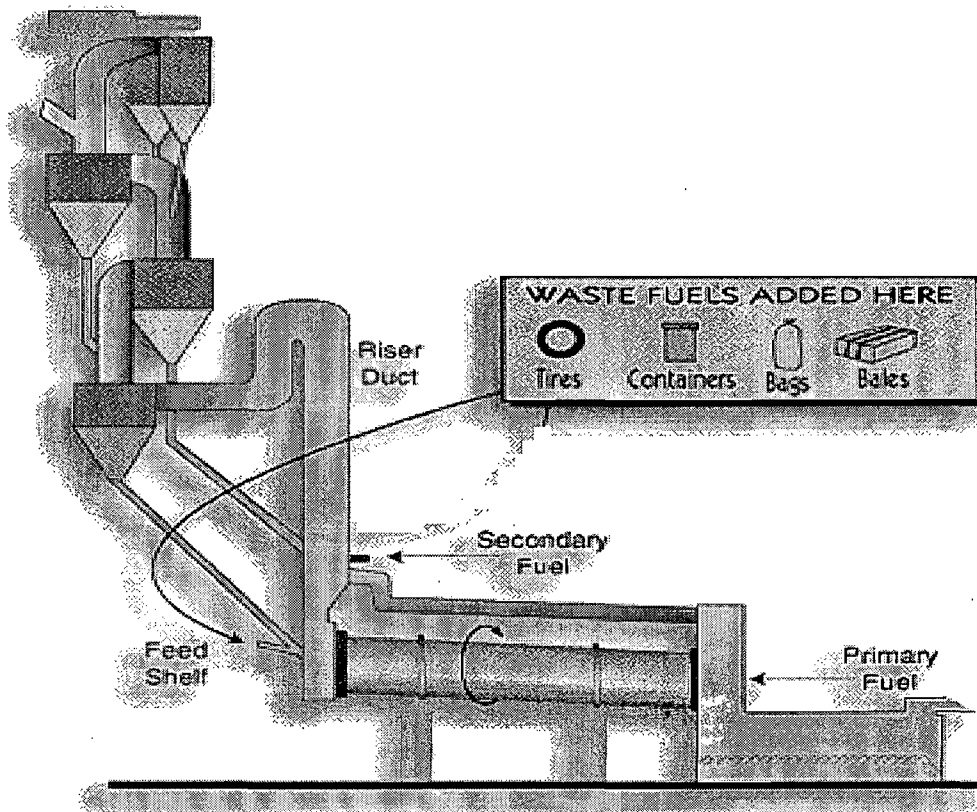 WASTE FUELS ADDED HERE
Tires Containers Bags Bales
Riser
Duct
Secondary
Fuel
Feed
Shelf
Primary
Fuel